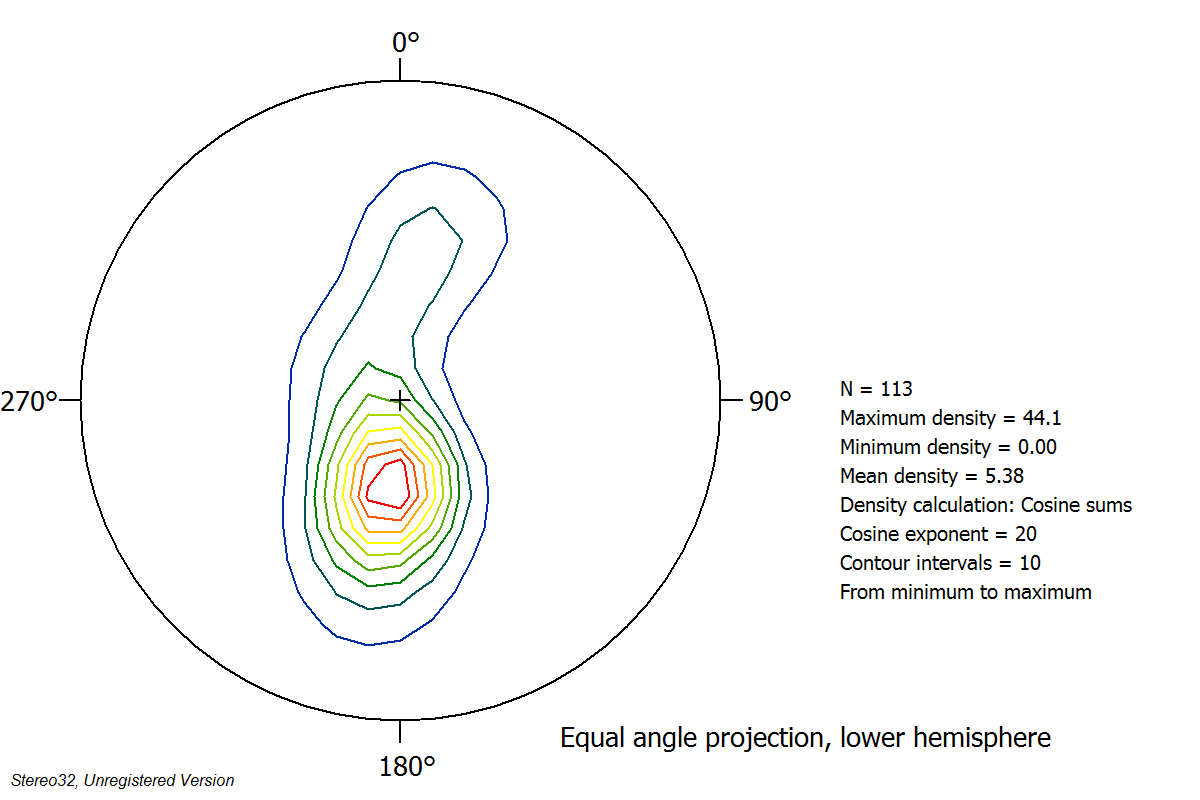 0°
270°
90°
N = 113
Maximum density = 44.1
Minimum density = 0.00
Mean density = 5.38
Density calculation: Cosine sums
Cosine exponent = 20
Contour intervals = 10
From minimum to maximum
Equal angle projection, lower hemisphere
180°
Stereo32, Unregistered Version